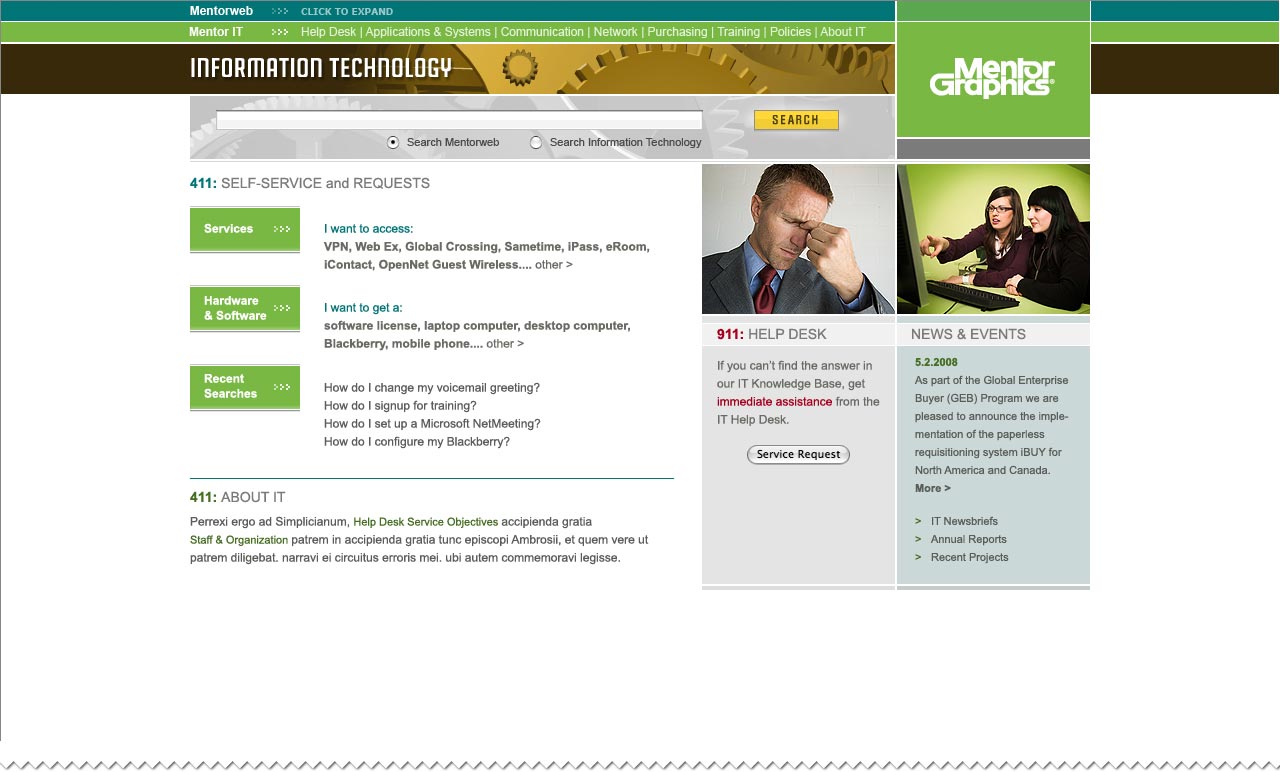 Mentorweb CLICK TO EXPAND
Mentor IT Help Desk | Applications & Systems | Communication | Network | Purchasing | Training | Policies | About IT
INFORMATION TECHNOLOGY
Mentor
Graphics®
SEARCH
Search Mentorweb Search Information Technology
411: SELF-SERVICE and REQUESTS
Services
I want to access:
VPN, Web Ex, Global Crossing, Sametime, iPass, eRoom,
iContact, OpenNet Guest Wireless.... other >
Hardware
& Software
I want to get a:
software license, laptop computer, desktop computer,
Blackberry, mobile phone.... other >
Recent
Searches
How do I change my voicemail greeting?
How do I signup for training?
How do I set up a Microsoft NetMeeting?
How do I configure my Blackberry?
411: ABOUT IT
Perrexi ergo ad Simplicianum, Help Desk Service Objectives accipienda gratia
Staff & Organization patrem in accipienda gratia tunc episcopi Ambrosii, et quem vere ut
patrem diligebat. narravi ei circuitus erroris mei. ubi autem commemoravi legisse.
911: HELP DESK
If you can't find the answer in
our IT Knowledge Base, get
immediate assistance from the
IT Help Desk.
Service Request
NEWS & EVENTS
5.2.2008
As part of the Global Enterprise
Buyer (GEB) Program we are
pleased to announce the imple-
mentation of the paperless
requisitioning system iBUY for
North America and Canada.
More >
> IT Newsbriefs
> Annual Reports
> Recent Projects